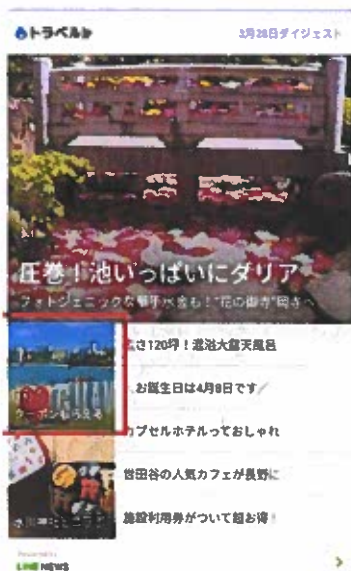 トラベルjp
3月28日ダイジェスト
圧巻！池いっぱいにダリア
フォトジェニックな華手水舎も！"花の御寺"岡寺へ
さ120坪！混浴大露天風呂
お誕生日は4月8日です／
カプセルホテルっておしゃれ
クーポンもらえる
世田谷の人気カフェが長野に
施設利用券がついて超お得！
LINE NEWS